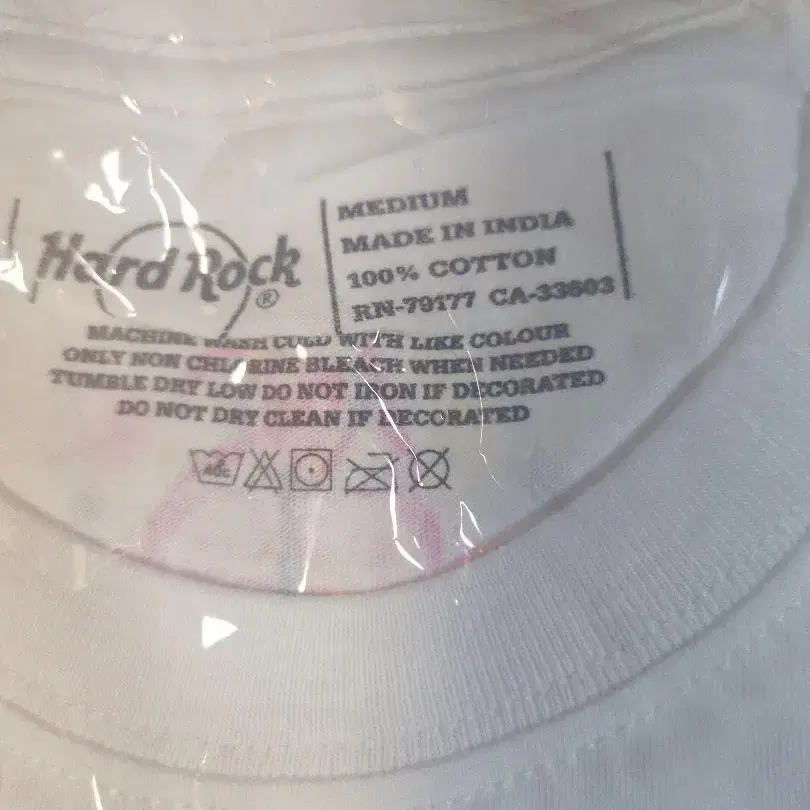 Hard Rock®
MEDIUM
MADE IN INDIA
100% COTTON
RN-79177 CA-33603
MACHINE WASH COLD WITH LIKE COLOUR
ONLY NON CHLORINE BLEACH WHEN NEEDED
TUMBLE DRY LOW DO NOT IRON IF DECORATED
DO NOT DRY CLEAN IF DECORATED
40c